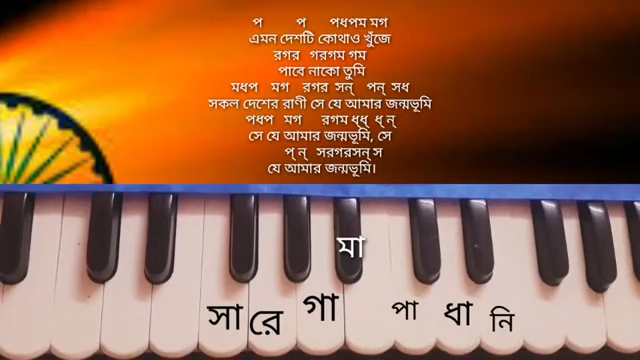 প প পধপম মগ
এমন দেশটি কোথাও খুঁজে
রগর গরগম গম
পাবে নাকো তুমি
মধপ মগ রগর সন্ পন্ সধ
সকল দেশের রাণী সে যে আমার জন্মভূমি
পধপ মগ রগম ধ্ধ্ ধ্ ন্
সে যে আমার জন্মভূমি, সে
প্ ন্ সরগরসন্ স
যে আমার জন্মভূমি।
মা
সা রে গা পা ধা নি